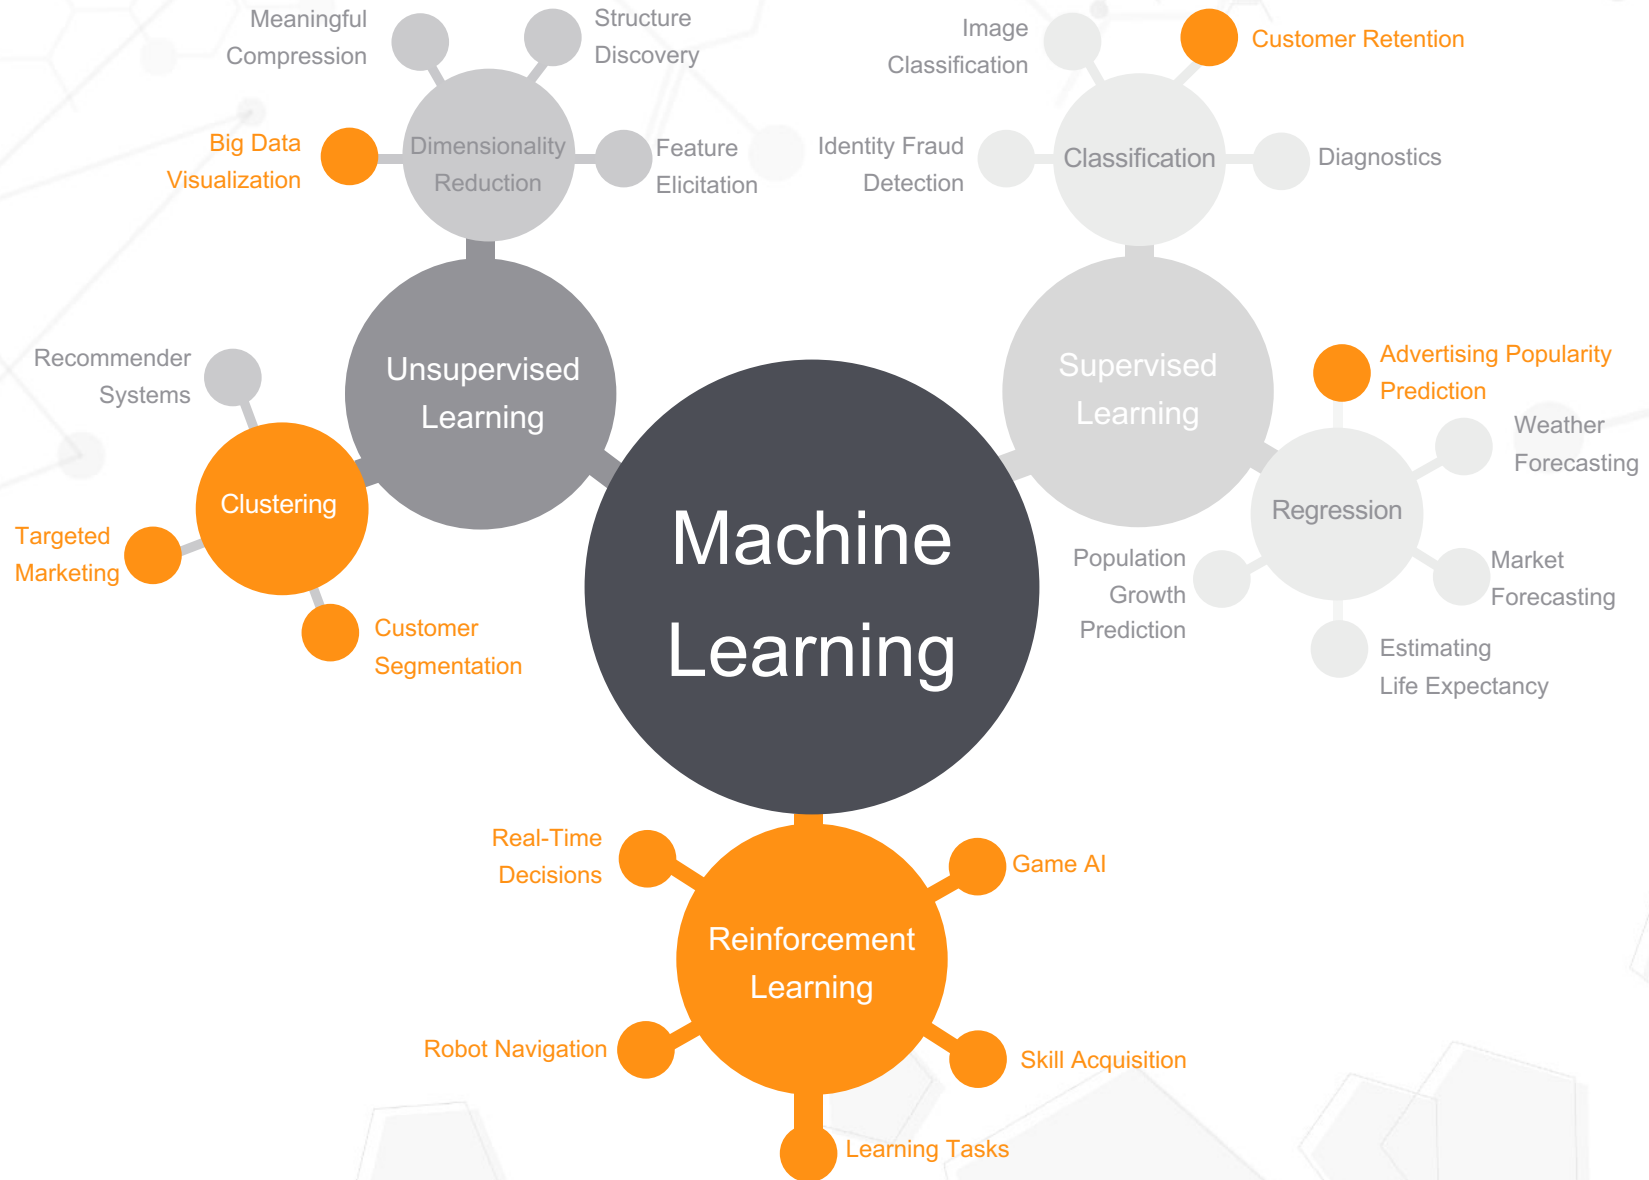 Meaningful
Compression
Structure
Discovery
Big Data
Visualization
Dimensionality
Reduction
Feature
Elicitation
Image
Classification
Customer Retention
Identity Fraud
Detection
Classification
Diagnostics
Recommender
Systems
Unsupervised
Learning
Clustering
Targeted
Marketing
Customer
Segmentation
Machine
Learning
Supervised
Learning
Advertising Popularity
Prediction
Weather
Forecasting
Regression
Population
Growth
Prediction
Market
Forecasting
Estimating
Life Expectancy
Real-Time
Decisions
Game AI
Reinforcement
Learning
Robot Navigation
Skill Acquisition
Learning Tasks